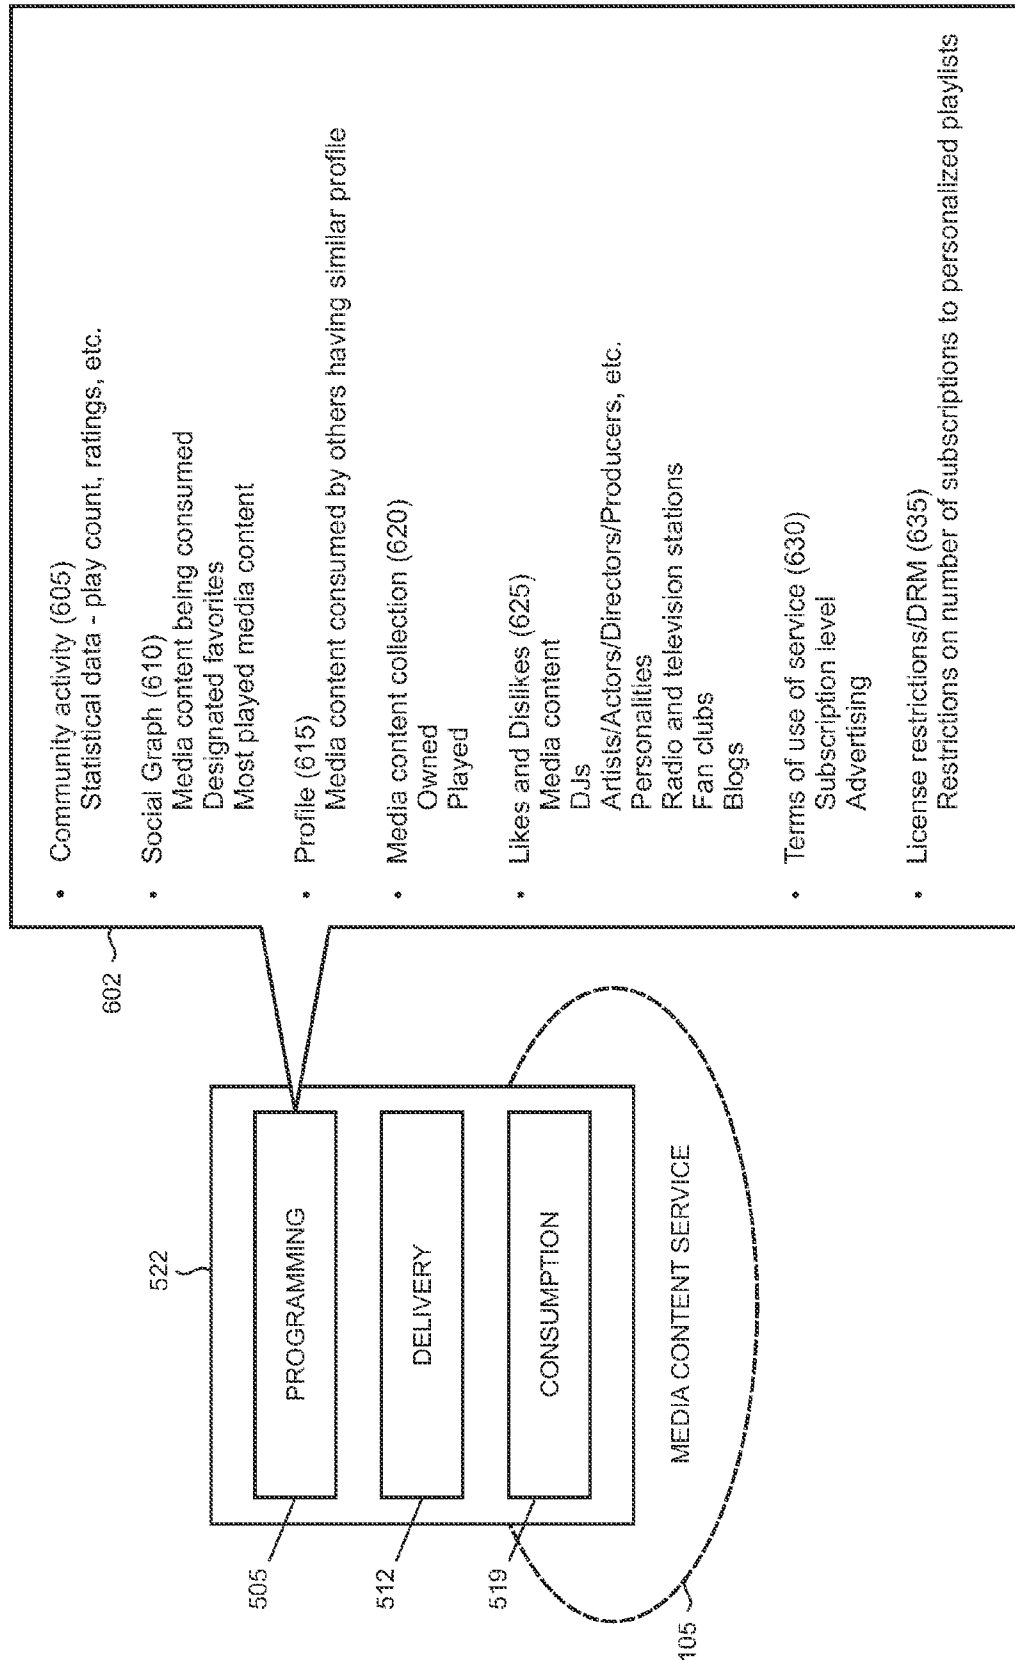 522
505
PROGRAMMING
512
DELIVERY
519
CONSUMPTION
MEDIA CONTENT SERVICE
105
602
• Community activity (605)
Statistical data - play count, ratings, etc.
• Social Graph (610)
Media content being consumed
Designated favorites
Most played media content
• Profile (615)
Media content consumed by others having similar profile
• Media content collection (620)
Owned
Played
• Likes and Dislikes (625)
Media content
DJs
Artists/Actors/Directors/Producers, etc.
Personalities
Radio and television stations
Fan clubs
Blogs
• Terms of use of service (630)
Subscription level
Advertising
• License restrictions/DRM (635)
Restrictions on number of subscriptions to personalized playlists